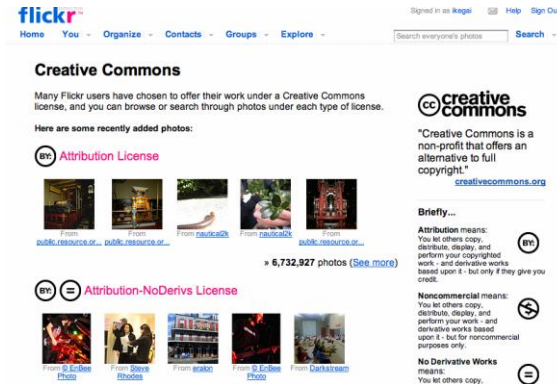 flickr
Signed in as ikegai Help Sign Ou
Home You Organize Contacts Groups Explore
Search everyone's photos Search
Creative Commons
Many Flickr users have chosen to offer their work under a Creative Commons
license, and you can browse or search through photos under each type of license.
Here are some recently added photos:
BY: Attribution License
From public.resource.or...
From public.resource.or...
From nautical2k
From nautical2k
From public.resource.or...
» 6,732,927 photos (See more)
BY: = Attribution-NoDerivs License
From © EnBee Photo
From Steve Rhodes
From eralon
From © EnBee Photo
From Darkstream
cc creative commons
"Creative Commons is a
non-profit that offers an
alternative to full
copyright."
creativecommons.org
Briefly...
Attribution means:
You let others copy,
distribute, display, and
perform your copyrighted
work - and derivative works
based upon it - but only if they give you
credit.
BY:
Noncommercial means:
You let others copy,
distribute, display, and
perform your work - and
derivative works based
upon it - but for noncommercial
purposes only.
No Derivative Works
means:
You let others copy,
=